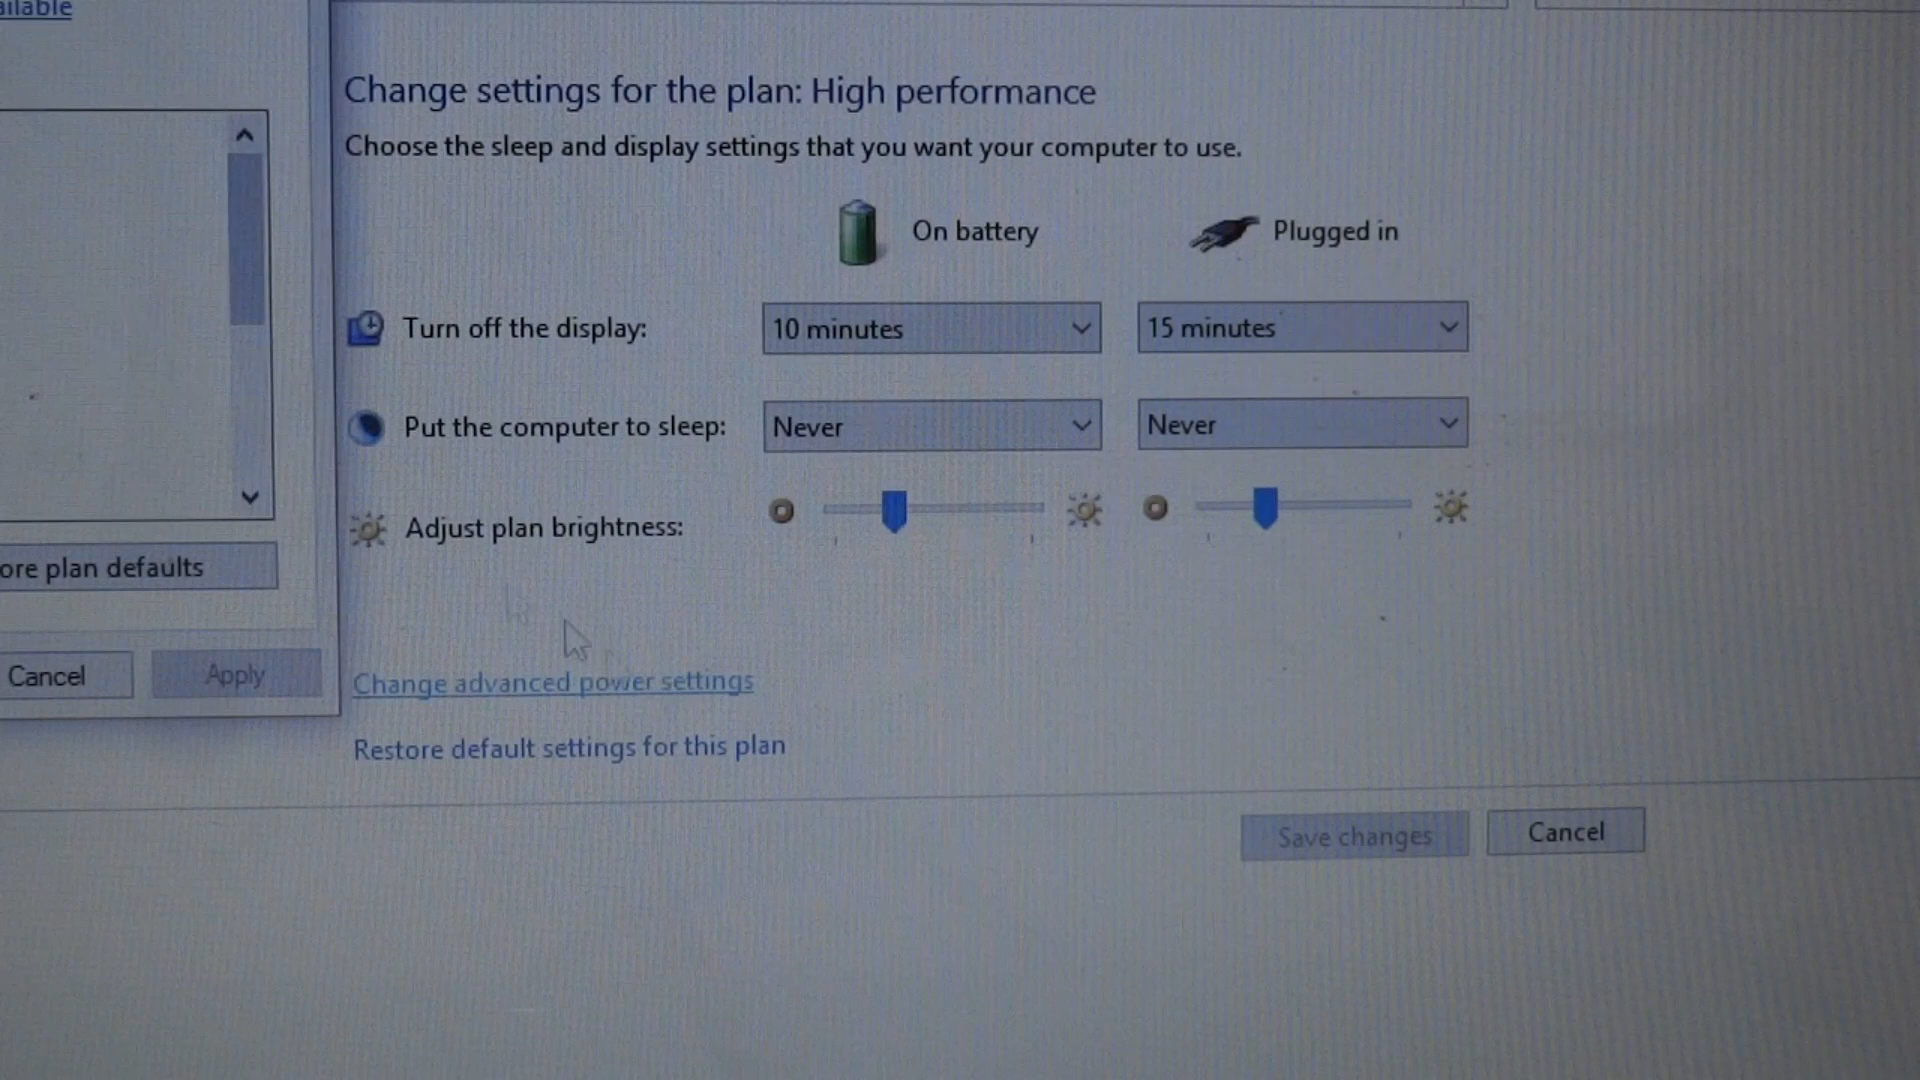 ailable
Change settings for the plan: High performance
Choose the sleep and display settings that you want your computer to use.
On battery
Plugged in
Turn off the display:
10 minutes
15 minutes
Put the computer to sleep:
Never
Never
Adjust plan brightness:
ore plan defaults
Cancel
Apply
Change advanced power settings
Restore default settings for this plan
Save changes
Cancel